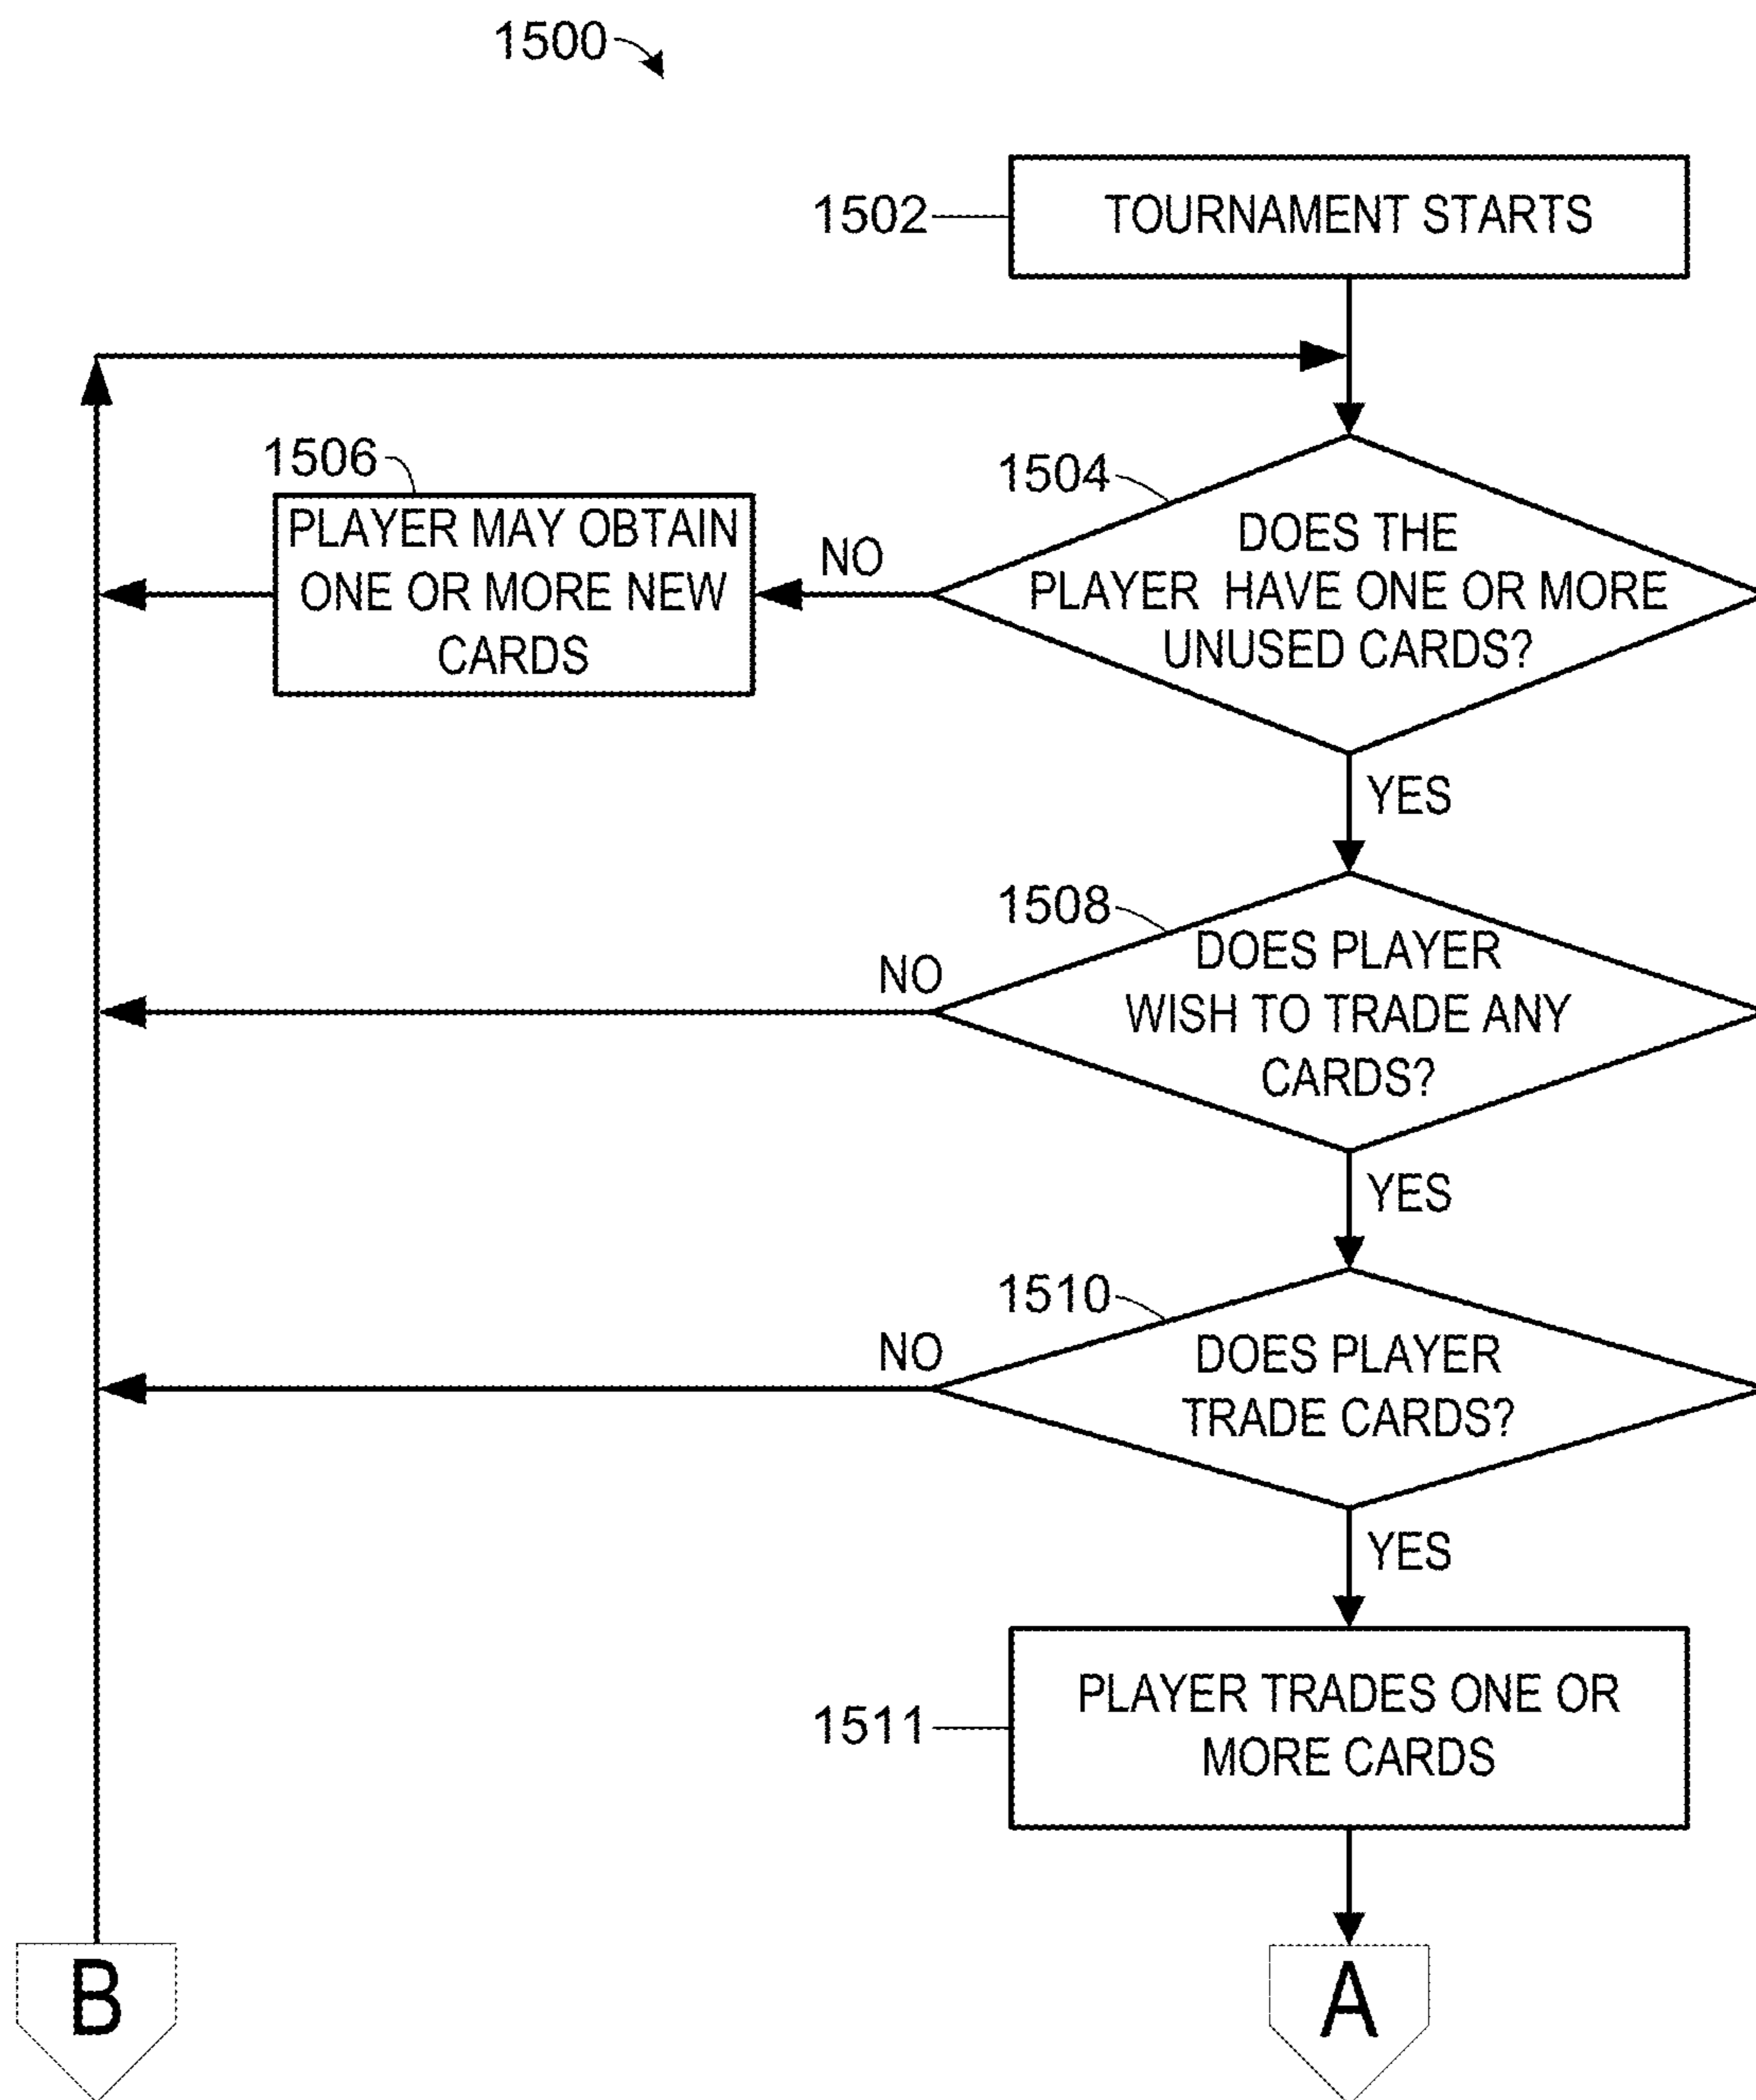 1500
1502
TOURNAMENT STARTS
1506
PLAYER MAY OBTAIN
ONE OR MORE NEW
CARDS
NO
1504
DOES THE
PLAYER HAVE ONE OR MORE
UNUSED CARDS?
YES
1508
NO
DOES PLAYER
WISH TO TRADE ANY
CARDS?
YES
1510
NO
DOES PLAYER
TRADE CARDS?
YES
1511
PLAYER TRADES ONE OR
MORE CARDS
B
A